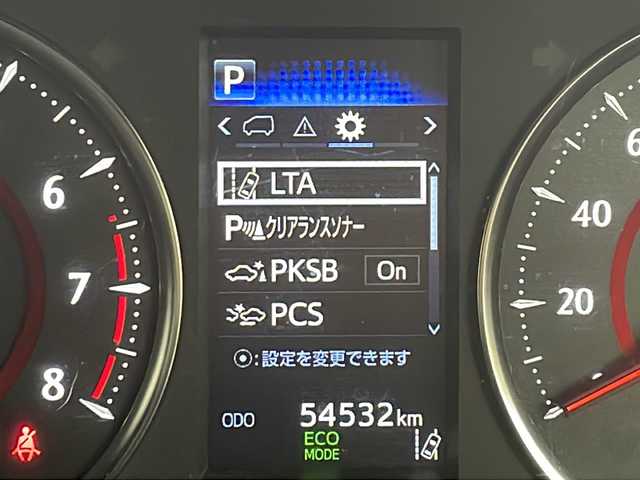 P
LTA
P クリアランスソナー
PKSB On
PCS
⦿:設定を変更できます
ODO 54532km
ECO
MODE
6
7
8
6
40
20